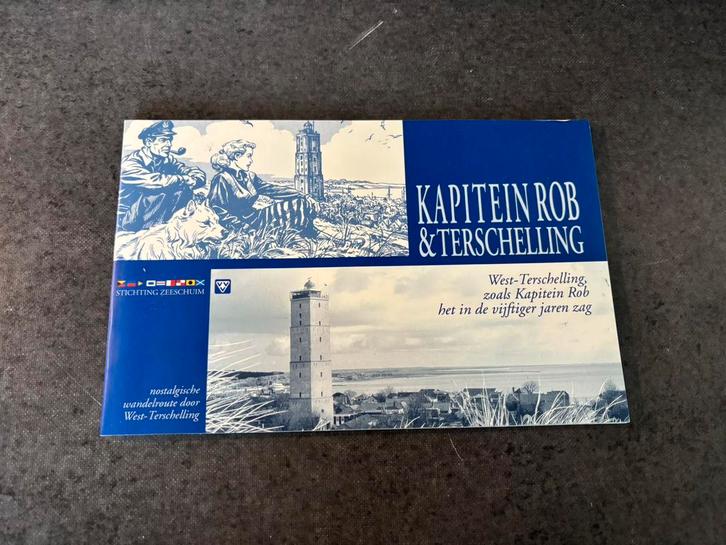 KAPITEIN ROB
& TERSCHELLING
West-Terschelling,
zoals Kapitein Rob
het in de vijftiger jaren zag
STICHTING ZEESCHUIM
VVV
nostalgische
wandelroute door
West-Terschelling